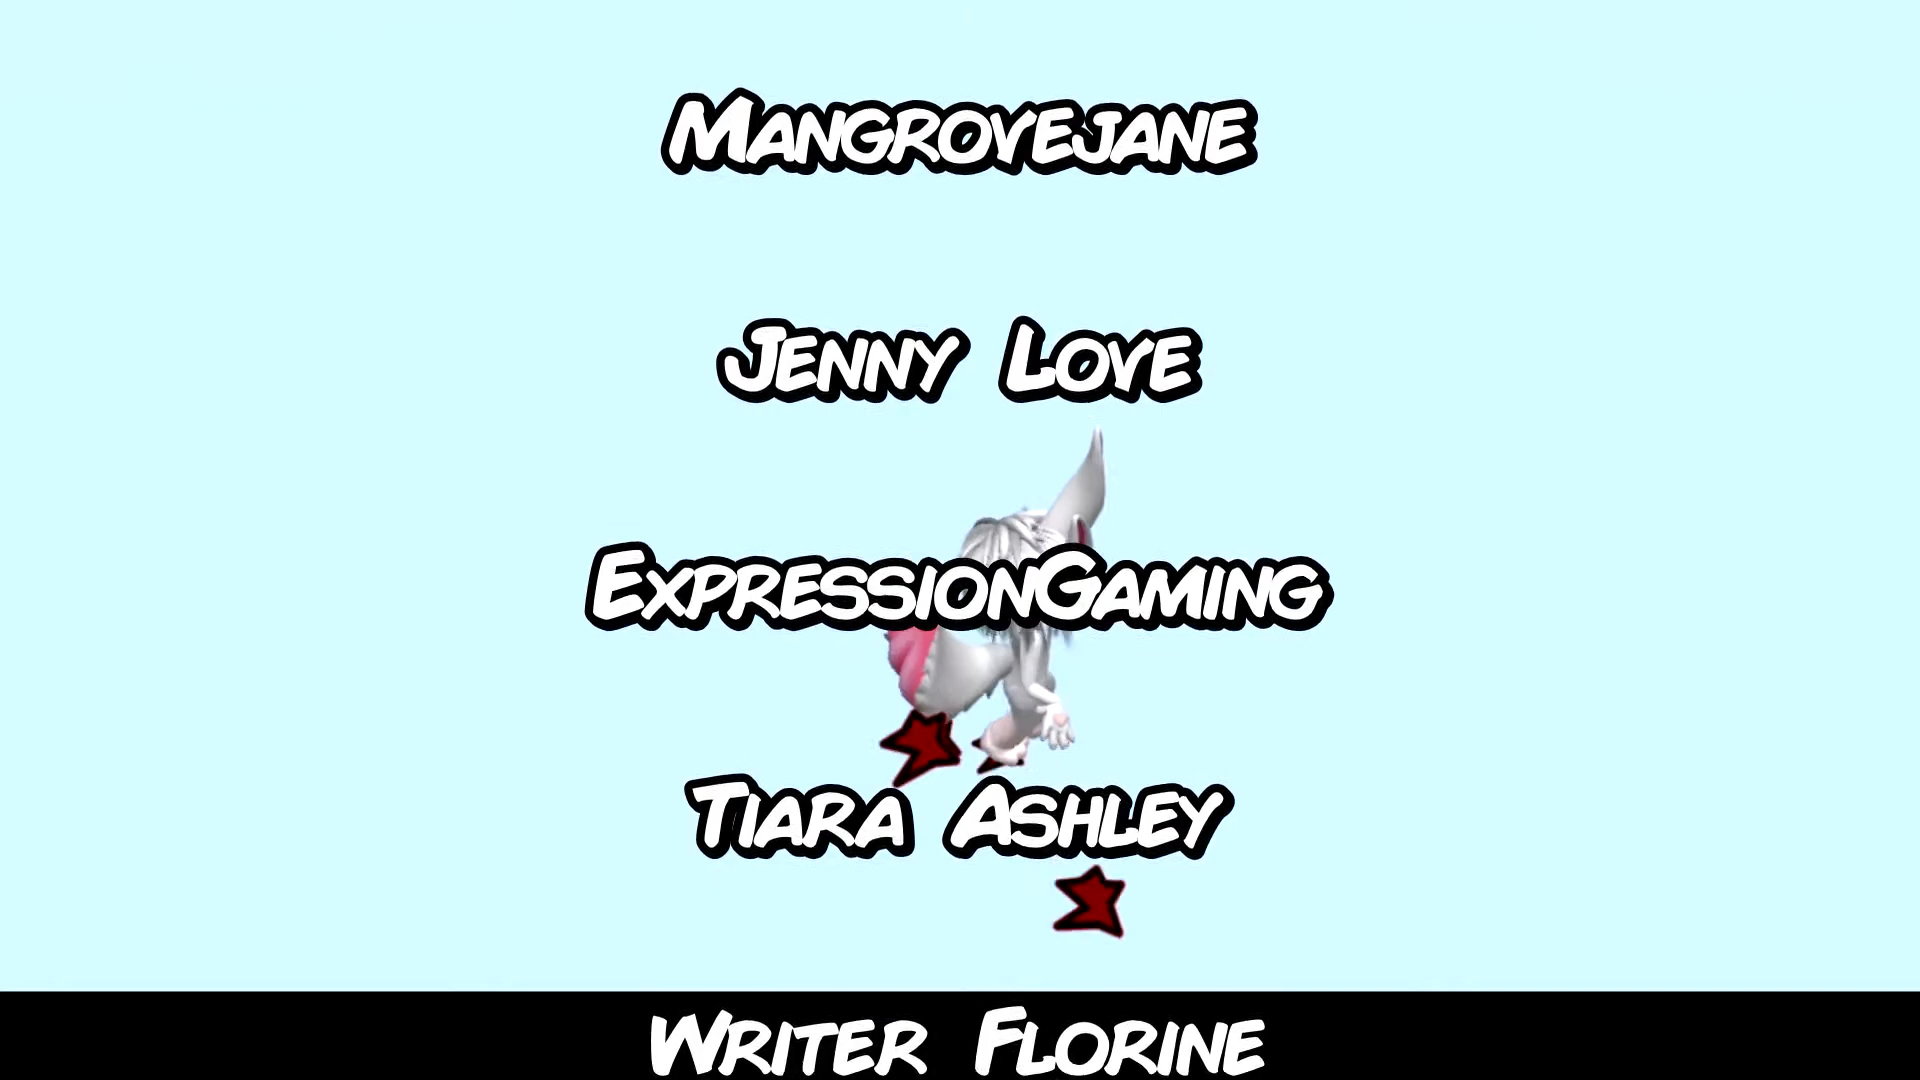 Mangrovejane
Jenny Love
ExpressionGaming
Tiara Ashley
Writer Florine